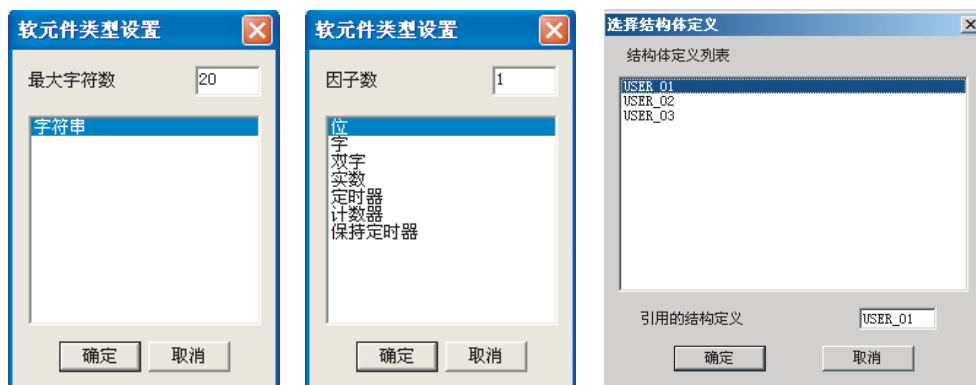 软元件类型设置
最大字符数 20
字符串
确定 取消
软元件类型设置
因子数 1
位
字
双字
实数
定时器
计数器
保持定时器
确定 取消
选择结构体定义
结构体定义列表
USER_01
USER_02
USER_03
引用的结构定义 USER_01
确定 取消